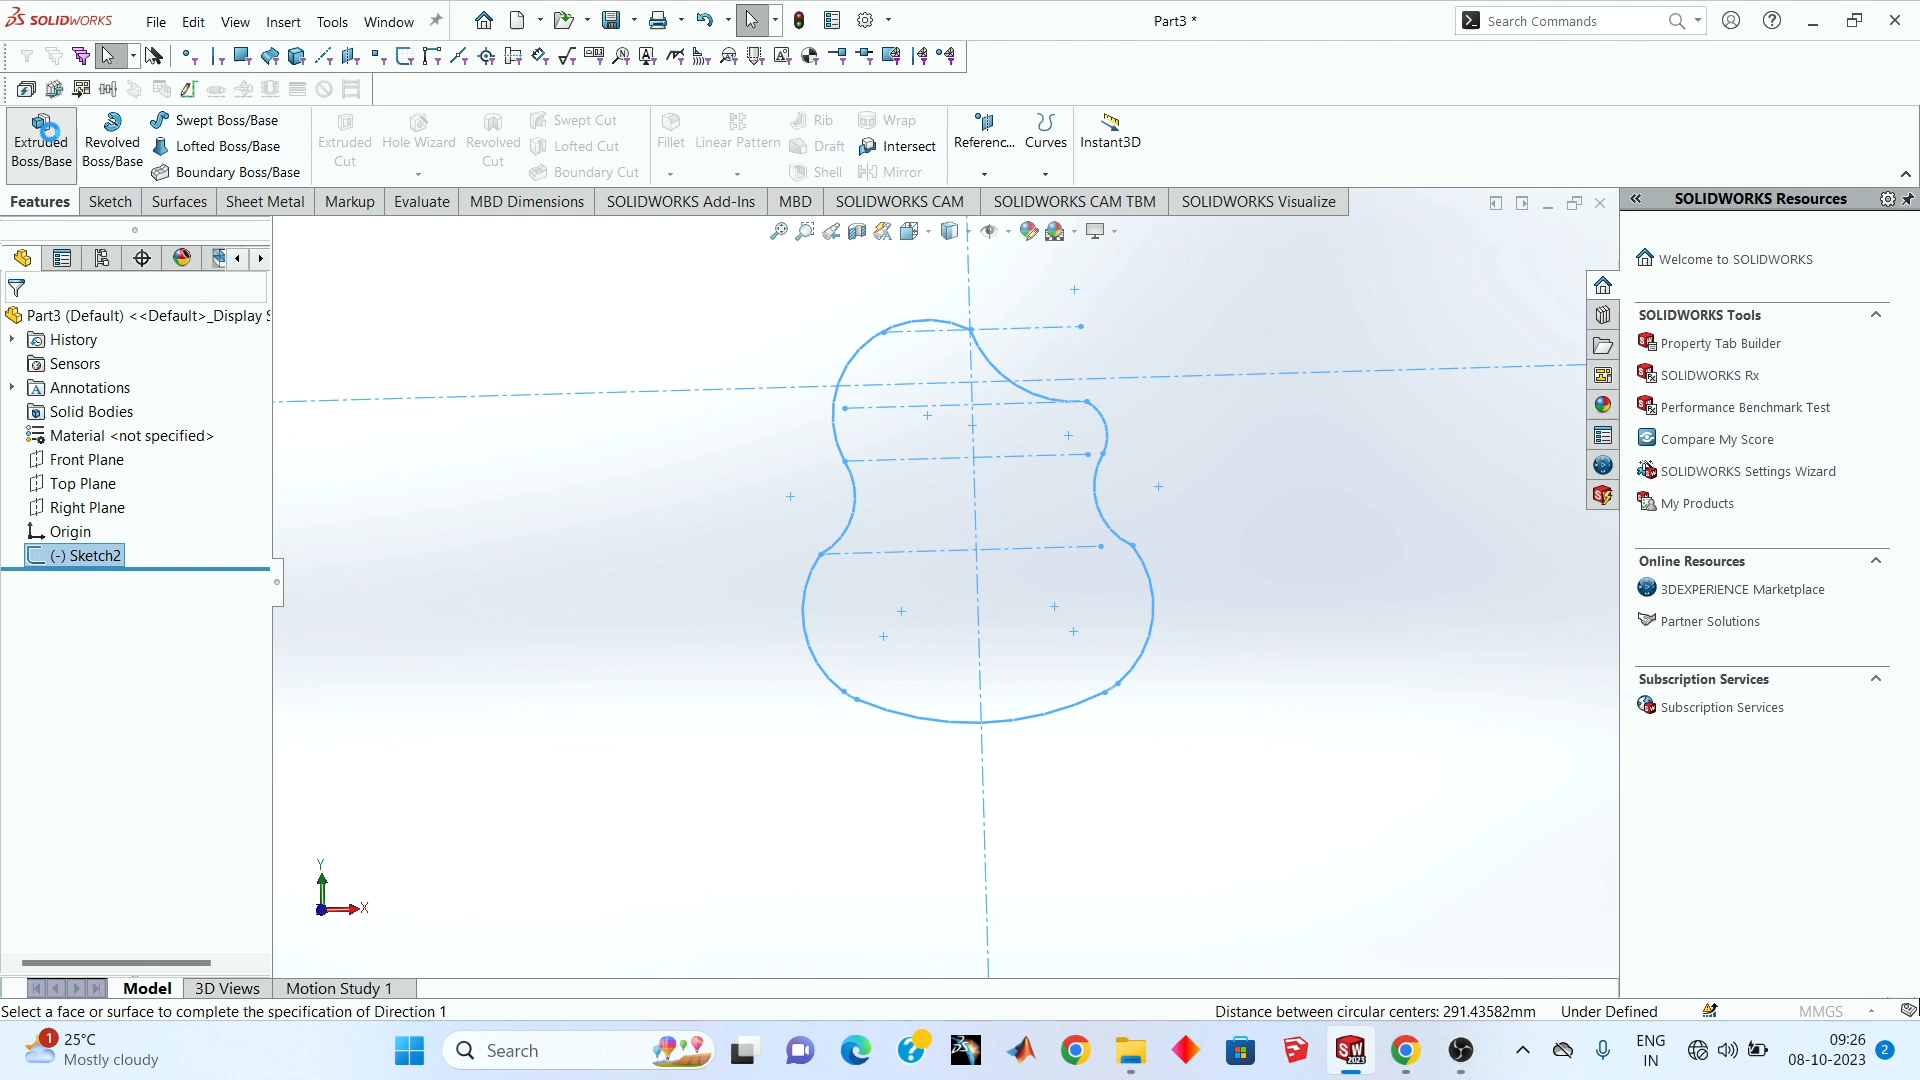 SOLIDWORKS File Edit View Insert Tools Window Part3 * Search Commands
Extruded Boss/Base
Revolved Boss/Base
Swept Boss/Base
Lofted Boss/Base
Boundary Boss/Base
Extruded Cut
Hole Wizard
Revolved Cut
Swept Cut
Lofted Cut
Boundary Cut
Fillet
Linear Pattern
Rib
Draft
Shell
Wrap
Intersect
Mirror
Referenc...
Curves
Instant3D
Features Sketch Surfaces Sheet Metal Markup Evaluate MBD Dimensions SOLIDWORKS Add-Ins MBD SOLIDWORKS CAM SOLIDWORKS CAM TBM SOLIDWORKS Visualize
Part3 (Default) <<Default>_Display S
History
Sensors
Annotations
Solid Bodies
Material <not specified>
Front Plane
Top Plane
Right Plane
Origin
(-) Sketch2
Y
X
SOLIDWORKS Resources
Welcome to SOLIDWORKS
SOLIDWORKS Tools
Property Tab Builder
SOLIDWORKS Rx
Performance Benchmark Test
Compare My Score
SOLIDWORKS Settings Wizard
My Products
Online Resources
3DEXPERIENCE Marketplace
Partner Solutions
Subscription Services
Subscription Services
Model 3D Views Motion Study 1
Select a face or surface to complete the specification of Direction 1 Distance between circular centers: 291.43582mm Under Defined MMGS
1
25°C
Mostly cloudy
Search
SW
2023
ENG
IN
09:26
08-10-2023
2